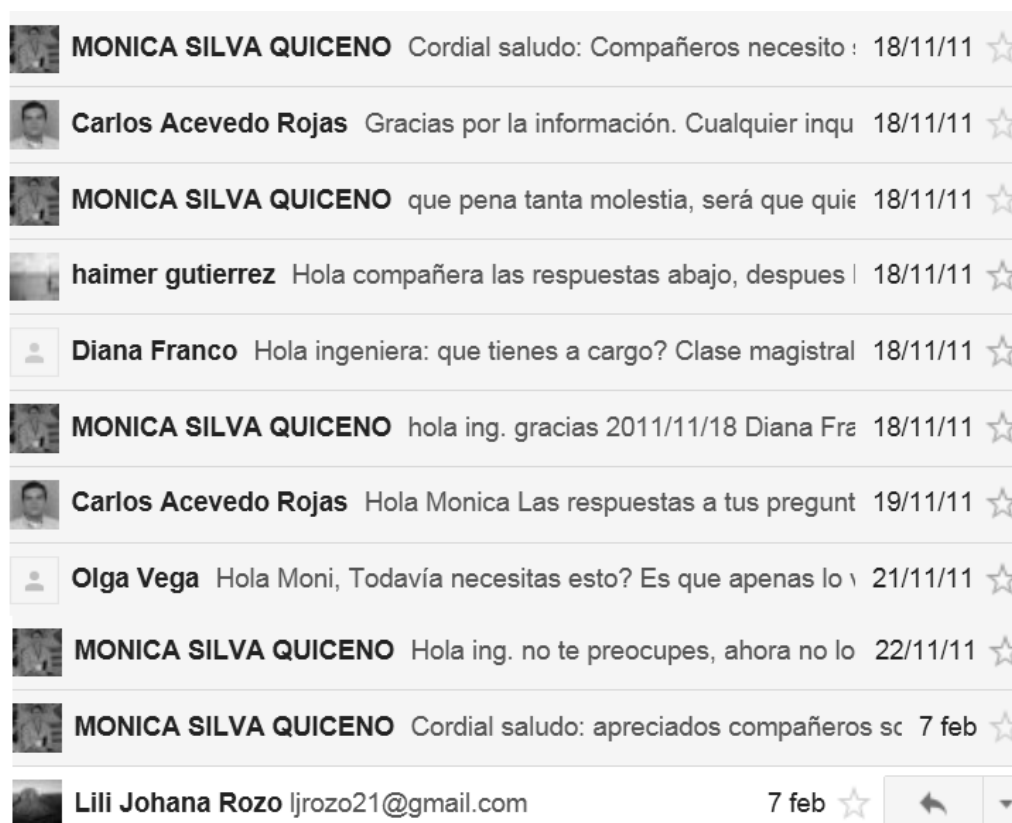 MONICA SILVA QUICENO Cordial saludo: Compañeros necesito 18/11/11
Carlos Acevedo Rojas Gracias por la información. Cualquier inqu 18/11/11
MONICA SILVA QUICENO que pena tanta molestia, será que quie 18/11/11
haimer gutierrez Hola compañera las respuestas abajo, despues 18/11/11
Diana Franco Hola ingeniera: que tienes a cargo? Clase magistral 18/11/11
MONICA SILVA QUICENO hola ing. gracias 2011/11/18 Diana Fra 18/11/11
Carlos Acevedo Rojas Hola Monica Las respuestas a tus pregunt 19/11/11
Olga Vega Hola Moni, Todavía necesitas esto? Es que apenas lo 21/11/11
MONICA SILVA QUICENO Hola ing. no te preocupes, ahora no lo 22/11/11
MONICA SILVA QUICENO Cordial saludo: apreciados compañeros sc 7 feb
Lili Johana Rozo ljrozo21@gmail.com 7 feb